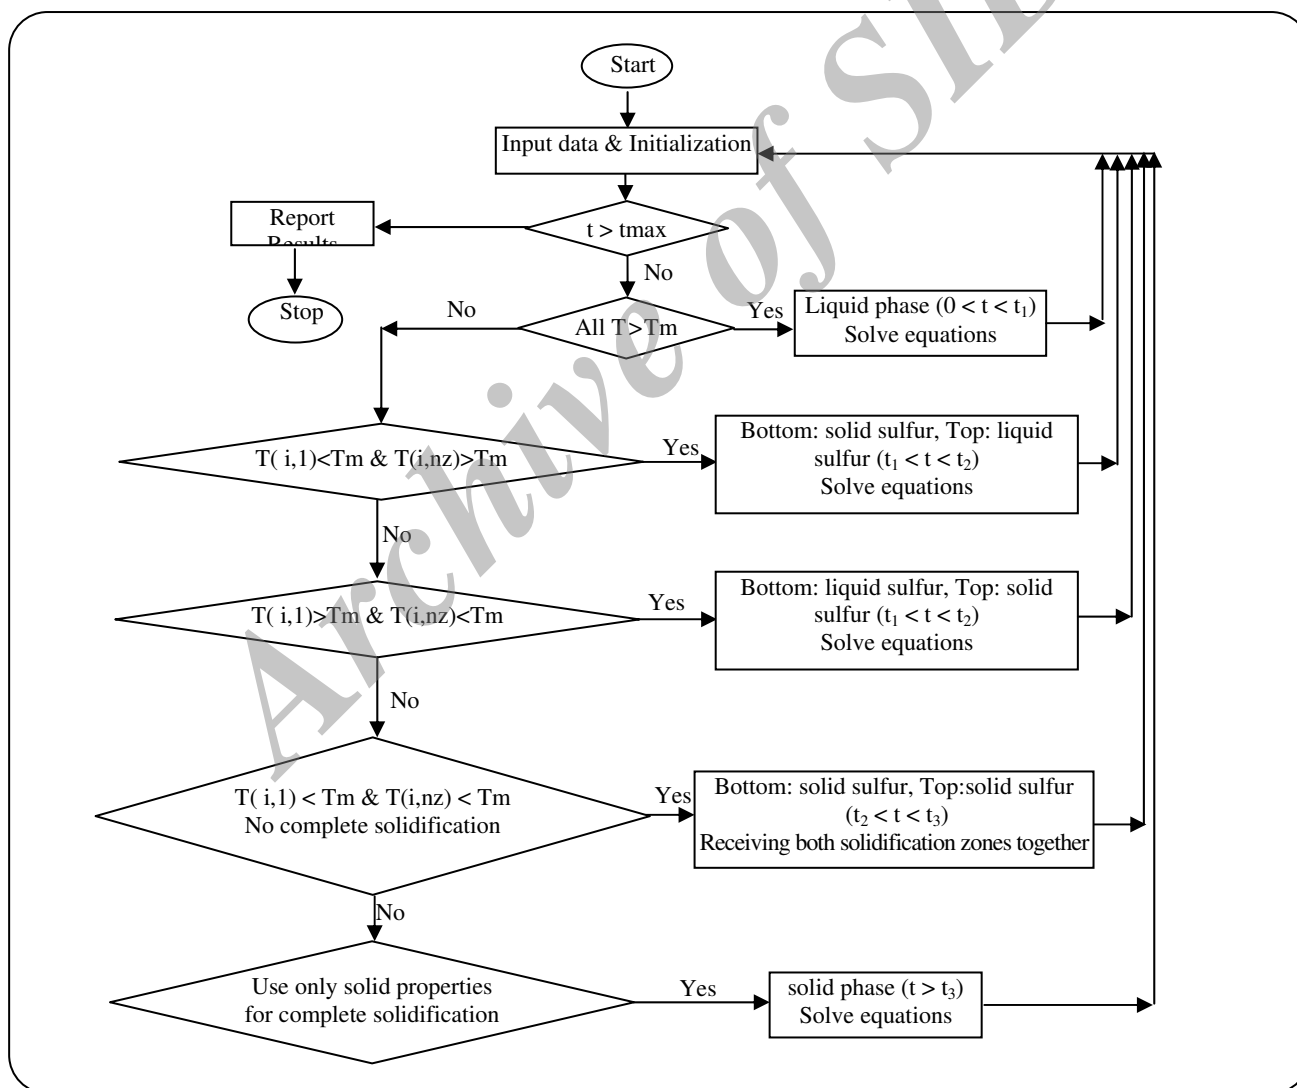 Start
Input data & Initialization
t > tmax
Report
Results
Stop
No
All T > Tm
No
Yes
Liquid phase (0 < t < t₁)
Solve equations
T( i,1)<Tm & T(i,nz)>Tm
Yes
Bottom: solid sulfur, Top: liquid
sulfur (t₁ < t < t₂)
Solve equations
No
T( i,1)>Tm & T(i,nz)<Tm
Yes
Bottom: liquid sulfur, Top: solid
sulfur (t₁ < t < t₂)
Solve equations
No
T( i,1) < Tm & T(i,nz) < Tm
No complete solidification
Yes
Bottom: solid sulfur, Top:solid sulfur
(t₂ < t < t₃)
Receiving both solidification zones together
No
Use only solid properties
for complete solidification
Yes
solid phase (t > t₃)
Solve equations
Archive of